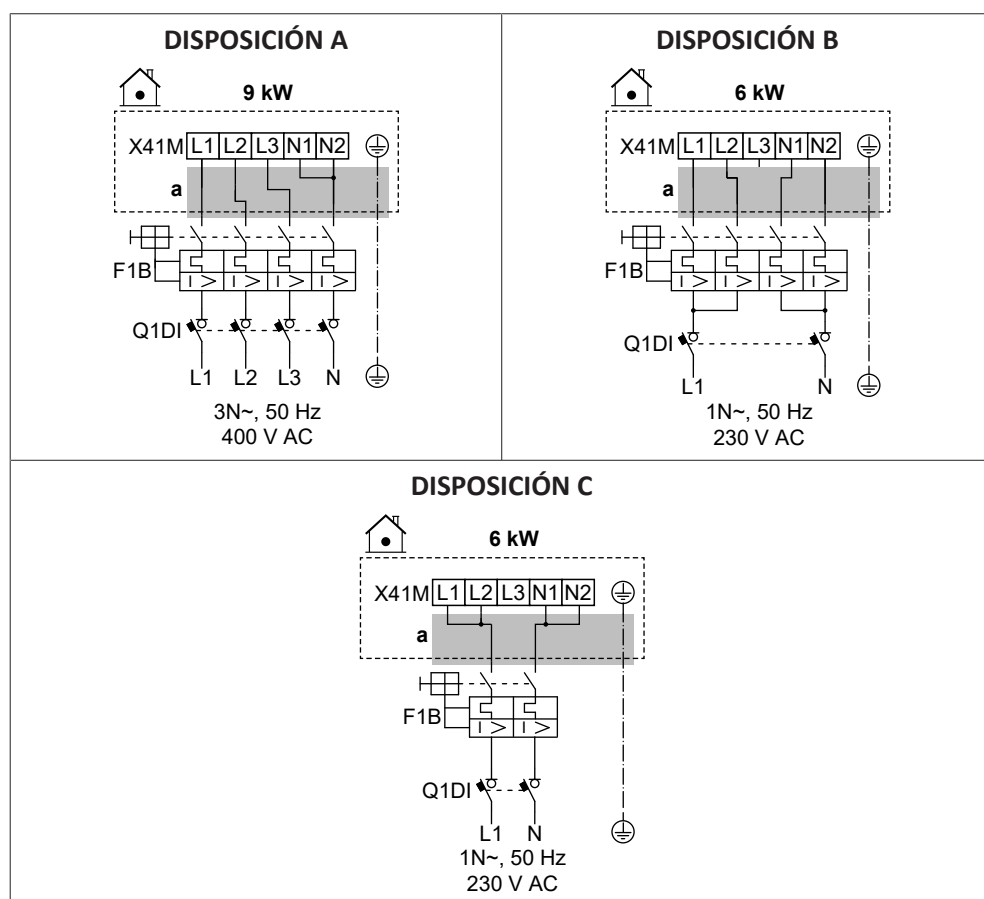 DISPOSICIÓN A
9 kW
X41M L1 L2 L3 N1 N2
a
F1B
I > I > I > I >
Q1DI
L1 L2 L3 N
3N~, 50 Hz
400 V AC
DISPOSICIÓN B
6 kW
X41M L1 L2 L3 N1 N2
a
F1B
I > I > I > I >
Q1DI
L1 N
1N~, 50 Hz
230 V AC
DISPOSICIÓN C
6 kW
X41M L1 L2 L3 N1 N2
a
F1B
I > I >
Q1DI
L1 N
1N~, 50 Hz
230 V AC